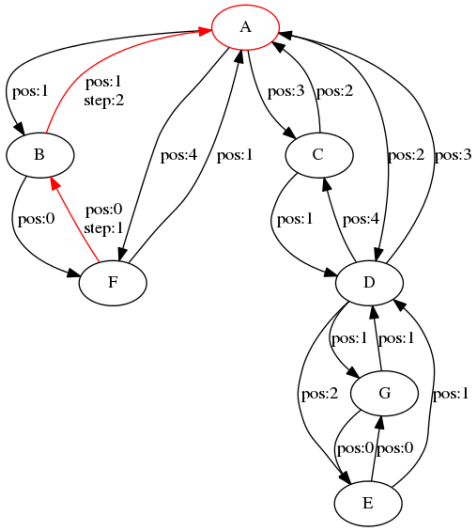 A
pos:1
pos:1
step:2
pos:3
pos:2
B
C
pos:4
pos:1
pos:2
pos:3
pos:0
pos:0
step:1
pos:1
pos:4
F
D
pos:1
pos:1
pos:2
G
pos:1
pos:0
pos:0
E